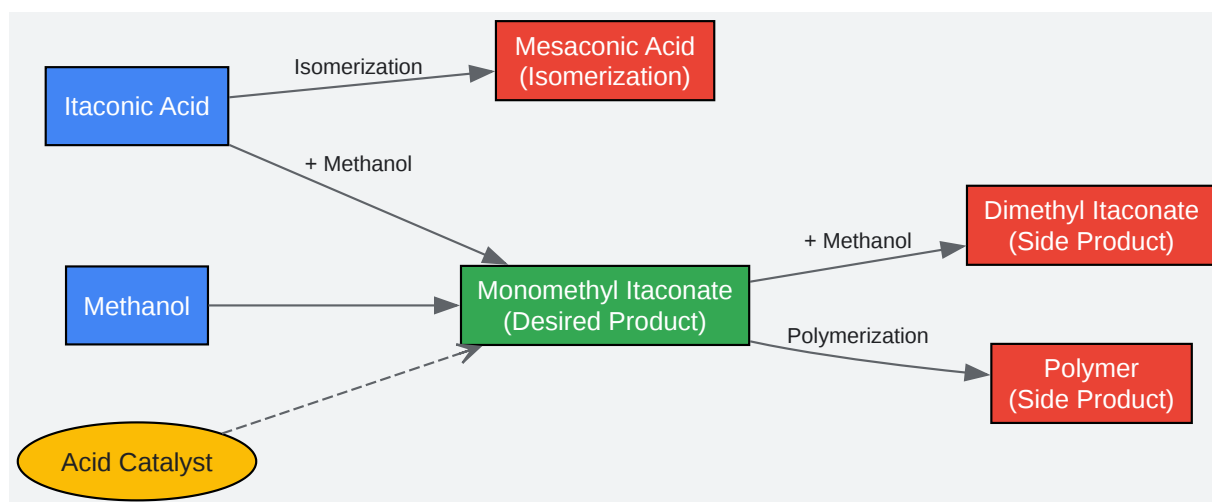 Itaconic Acid
Isomerization
Mesaconic Acid
(Isomerization)
+ Methanol
Methanol
Monomethyl Itaconate
(Desired Product)
+ Methanol
Dimethyl Itaconate
(Side Product)
Polymerization
Polymer
(Side Product)
Acid Catalyst